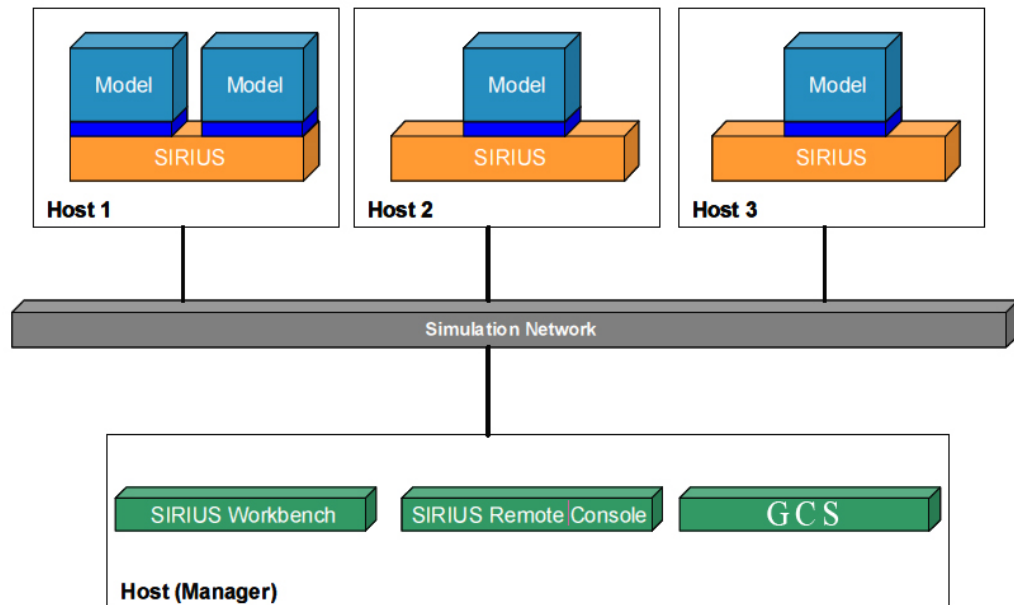 Model
Model
SIRIUS
Host 1
Model
SIRIUS
Host 2
Model
SIRIUS
Host 3
Simulation Network
SIRIUS Workbench
SIRIUS Remote Console
GCS
Host (Manager)